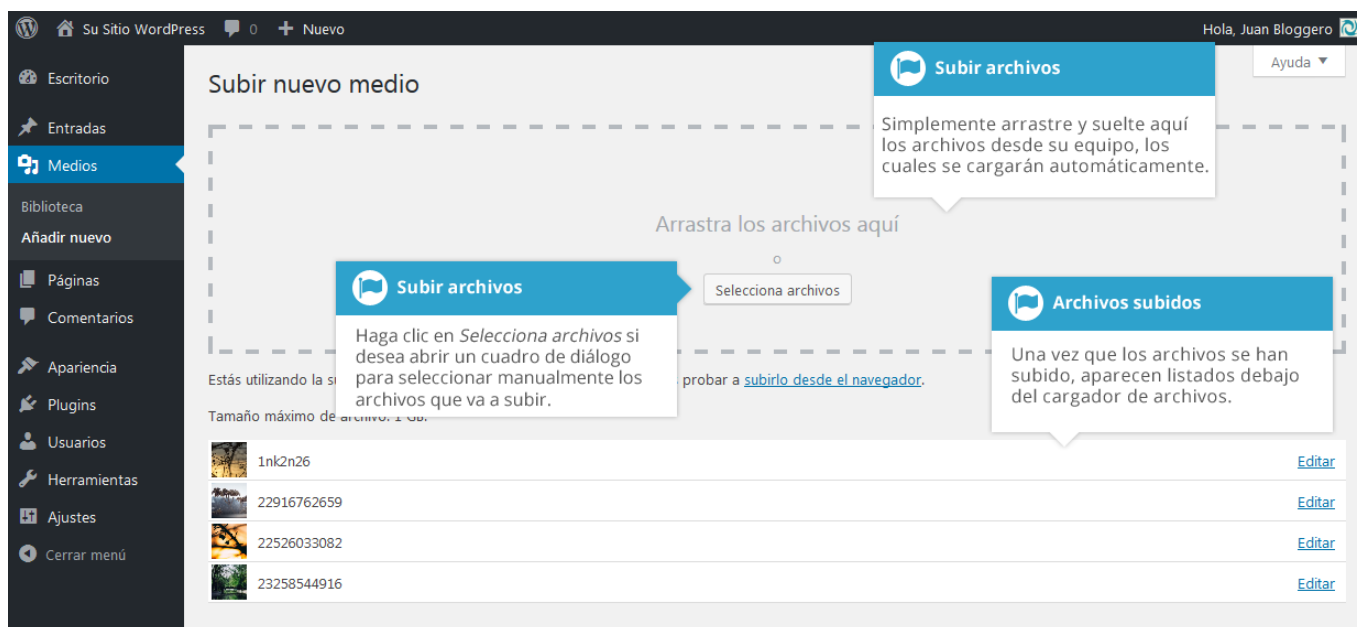 Su Sitio WordPress 0 Nuevo Hola, Juan Bloggero
Escritorio
Entradas
Medios
Biblioteca
Añadir nuevo
Páginas
Comentarios
Apariencia
Plugins
Usuarios
Herramientas
Ajustes
Cerrar menú
Ayuda
Subir nuevo medio
Subir archivos
Simplemente arrastre y suelte aquí
los archivos desde su equipo, los
cuales se cargarán automáticamente.
Arrastra los archivos aquí
o
Selecciona archivos
Subir archivos
Haga clic en Selecciona archivos si
desea abrir un cuadro de diálogo
para seleccionar manualmente los
archivos que va a subir.
Archivos subidos
Una vez que los archivos se han
subido, aparecen listados debajo
del cargador de archivos.
Estás utilizando la probar a subirlo desde el navegador.
Tamaño máximo de archivo: 1 GB.
1nk2n26 Editar
22916762659 Editar
22526033082 Editar
23258544916 Editar